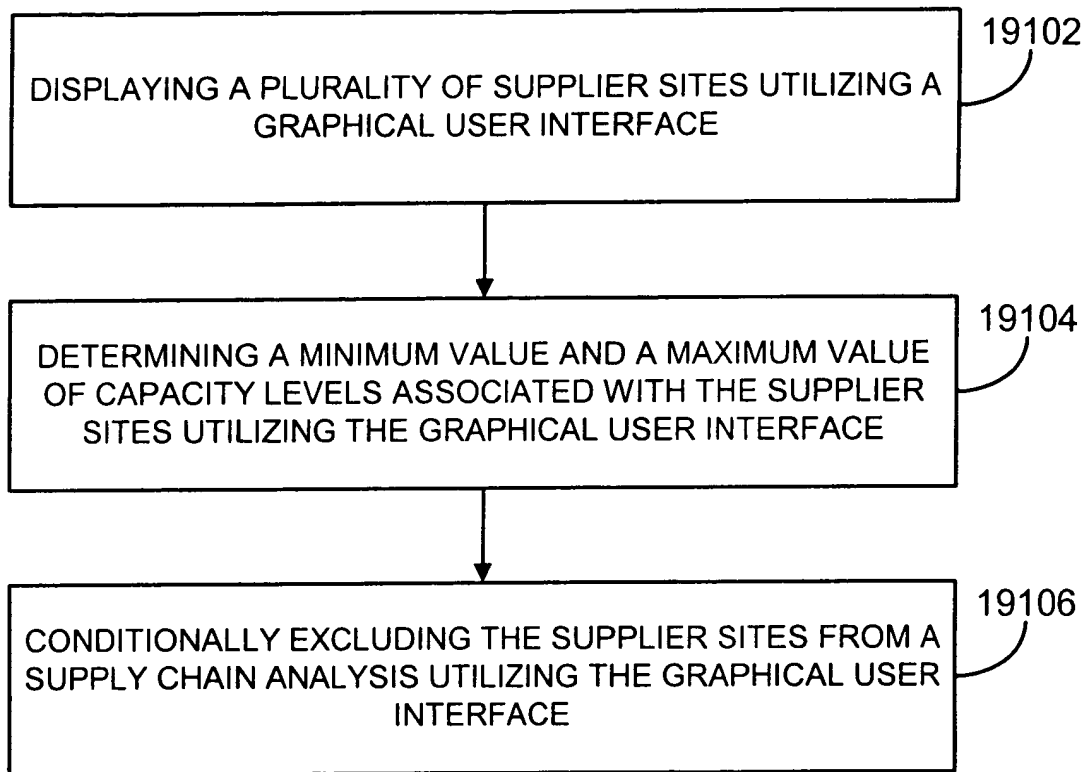 19102
DISPLAYING A PLURALITY OF SUPPLIER SITES UTILIZING A
GRAPHICAL USER INTERFACE
19104
DETERMINING A MINIMUM VALUE AND A MAXIMUM VALUE
OF CAPACITY LEVELS ASSOCIATED WITH THE SUPPLIER
SITES UTILIZING THE GRAPHICAL USER INTERFACE
19106
CONDITIONALLY EXCLUDING THE SUPPLIER SITES FROM A
SUPPLY CHAIN ANALYSIS UTILIZING THE GRAPHICAL USER
INTERFACE